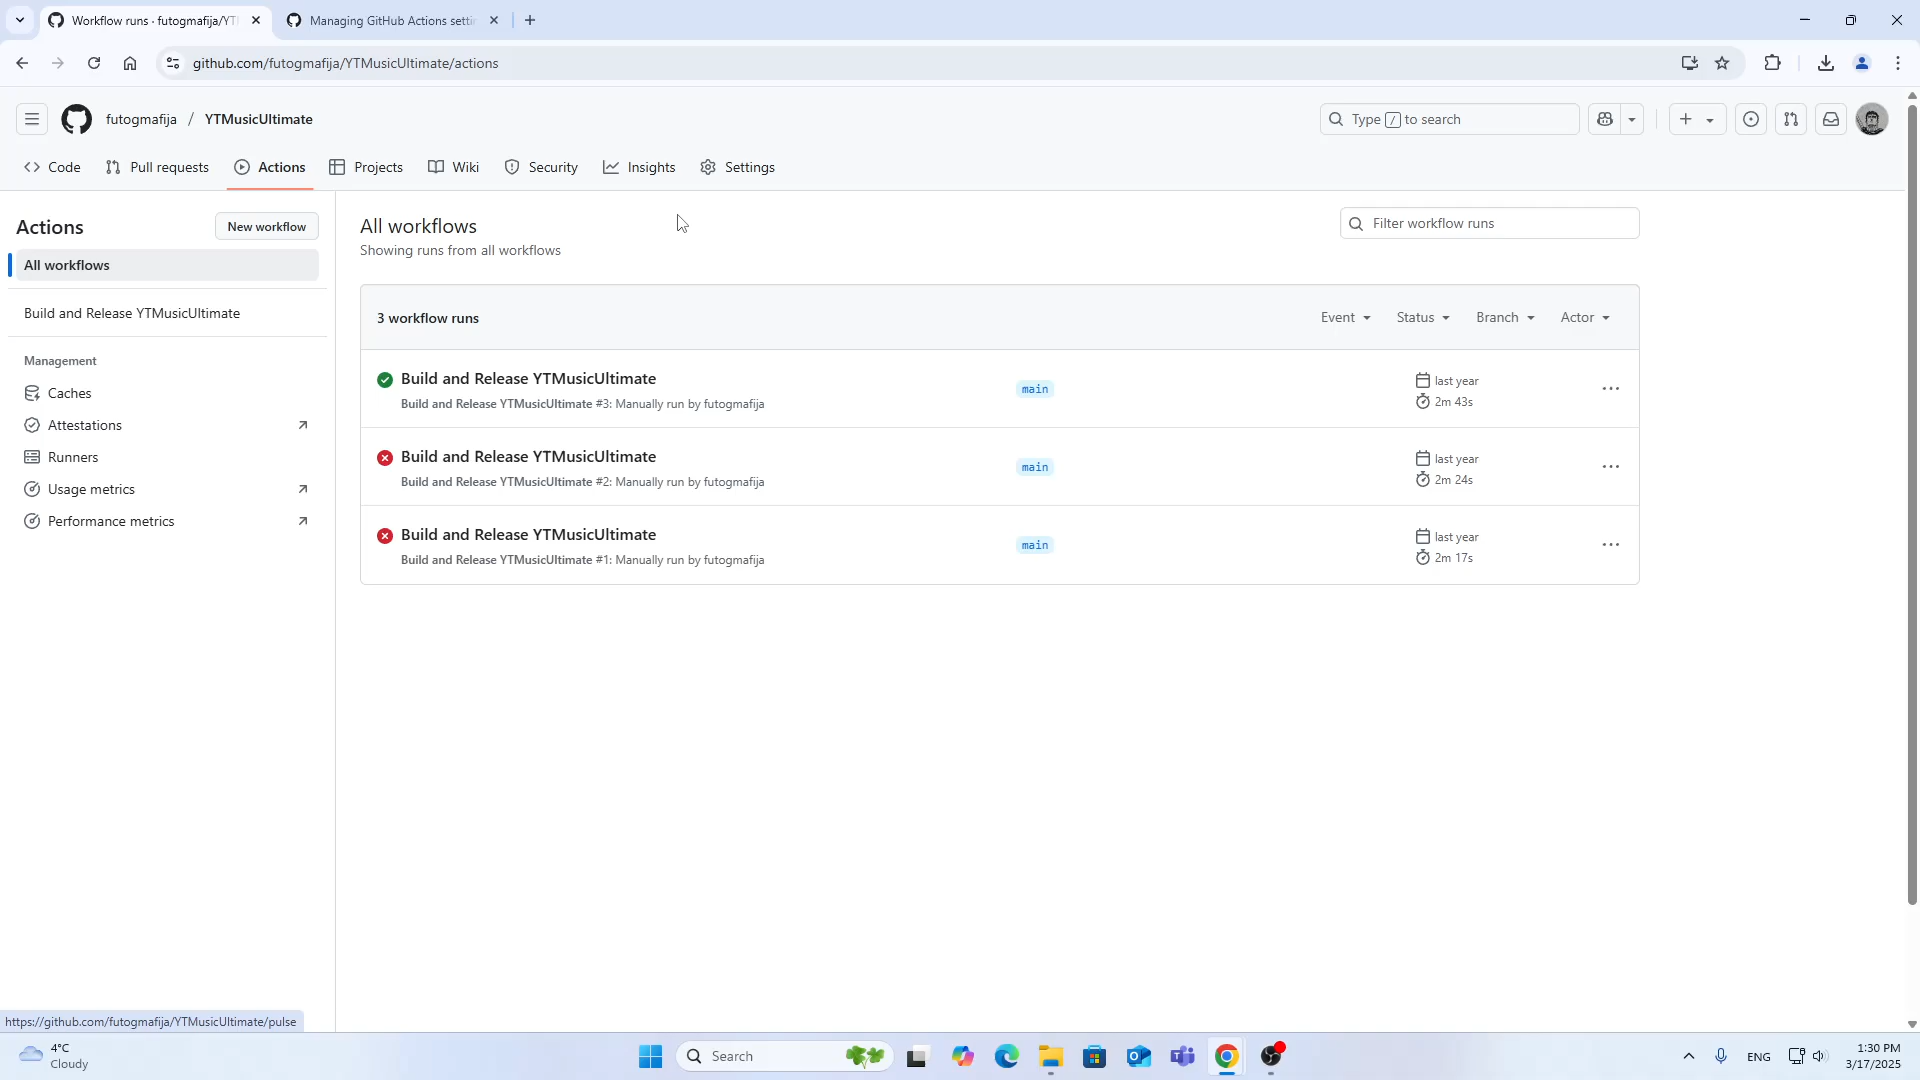 Workflow runs · futogmafija/YT
Managing GitHub Actions setti
github.com/futogmafija/YTMusicUltimate/actions
futogmafija / YTMusicUltimate
Type / to search
Code
Pull requests
Actions
Projects
Wiki
Security
Insights
Settings
Actions
New workflow
All workflows
Build and Release YTMusicUltimate
Management
Caches
Attestations
Runners
Usage metrics
Performance metrics
All workflows
Showing runs from all workflows
Filter workflow runs
3 workflow runs
Event
Status
Branch
Actor
Build and Release YTMusicUltimate
Build and Release YTMusicUltimate #3: Manually run by futogmafija
main
last year
2m 43s
Build and Release YTMusicUltimate
Build and Release YTMusicUltimate #2: Manually run by futogmafija
main
last year
2m 24s
Build and Release YTMusicUltimate
Build and Release YTMusicUltimate #1: Manually run by futogmafija
main
last year
2m 17s
https://github.com/futogmafija/YTMusicUltimate/pulse
4°C
Cloudy
Search
ENG
1:30 PM
3/17/2025